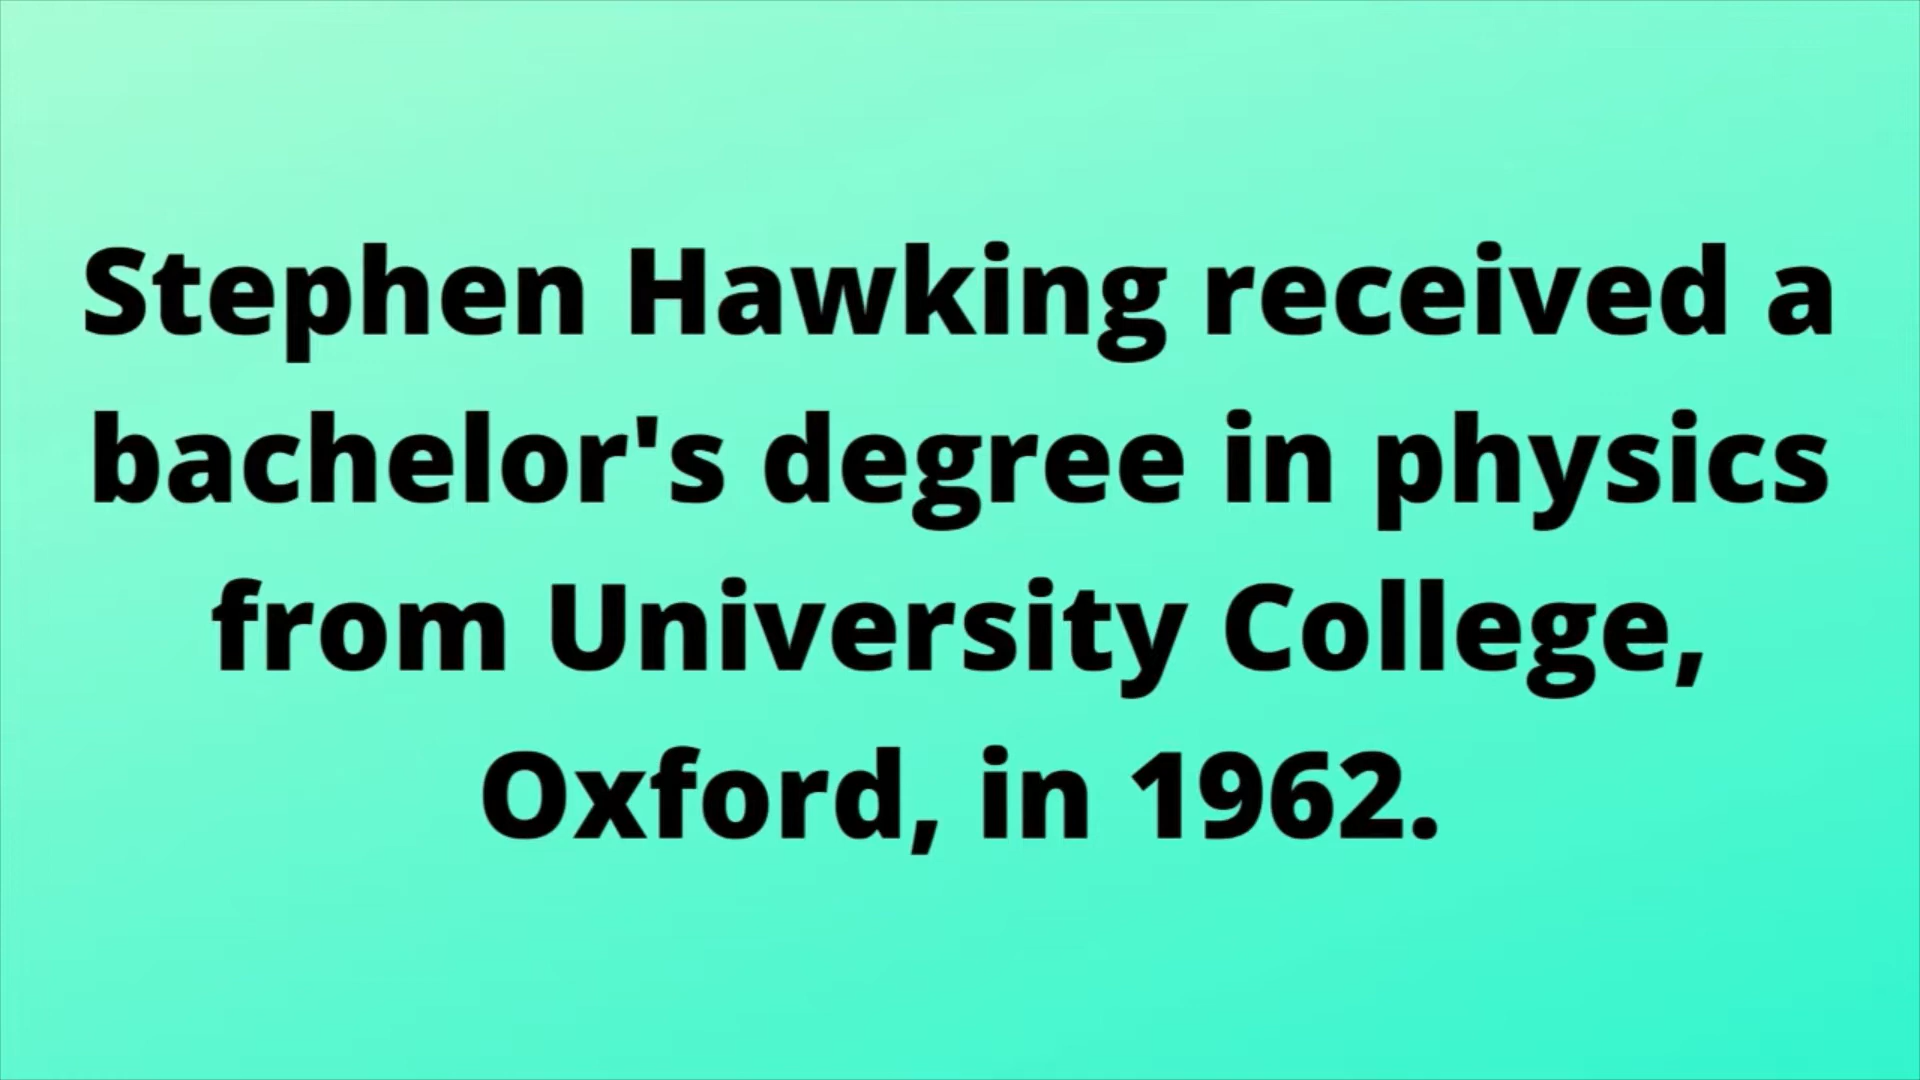 Stephen Hawking received a
bachelor's degree in physics
from University College,
Oxford, in 1962.